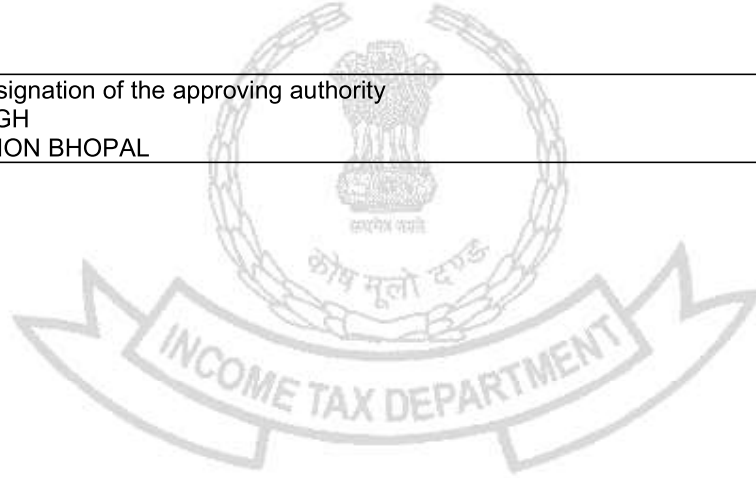 signation of the approving authority
GH
ION BHOPAL
सत्यमेव जयते
कोष मूलो दण्ड
INCOME TAX DEPARTMENT